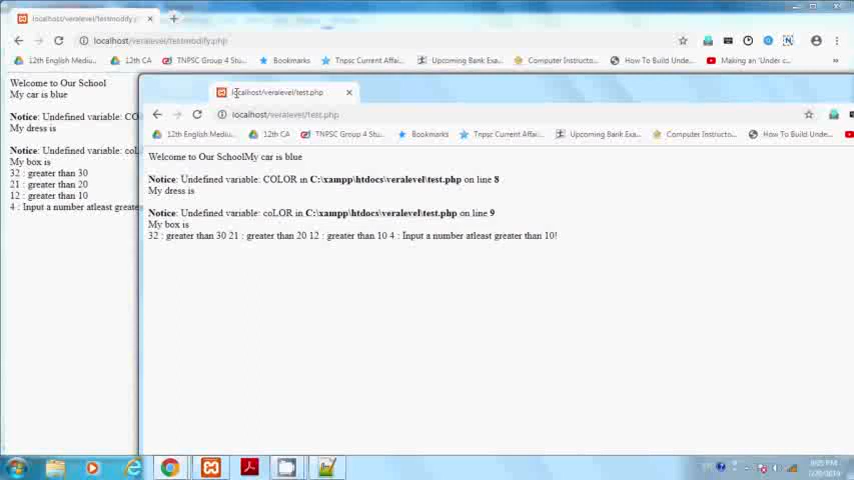 localhost/veralevel/testmodify.p
localhost/veralevel/testmodify.php
12th English Mediu...
12th CA
TNPSC Group 4 Stu...
Bookmarks
Tnpsc Current Affai...
Upcoming Bank Exa...
Computer Instructo...
How To Build Unde...
Making an 'Under c...
Welcome to Our School
My car is blue
Notice: Undefined variable: CO
My dress is
Notice: Undefined variable: coL
My box is
32 : greater than 30
21 : greater than 20
12 : greater than 10
4 : Input a number atleast greate
localhost/veralevel/test.php
localhost/veralevel/test.php
12th English Mediu...
12th CA
TNPSC Group 4 Stu...
Bookmarks
Tnpsc Current Affai...
Upcoming Bank Exa...
Computer Instructo...
How To Build Unde...
Welcome to Our SchoolMy car is blue
Notice: Undefined variable: COLOR in C:\xampp\htdocs\veralevel\test.php on line 8
My dress is
Notice: Undefined variable: coLOR in C:\xampp\htdocs\veralevel\test.php on line 9
My box is
32 : greater than 30 21 : greater than 20 12 : greater than 10 4 : Input a number atleast greater than 10!